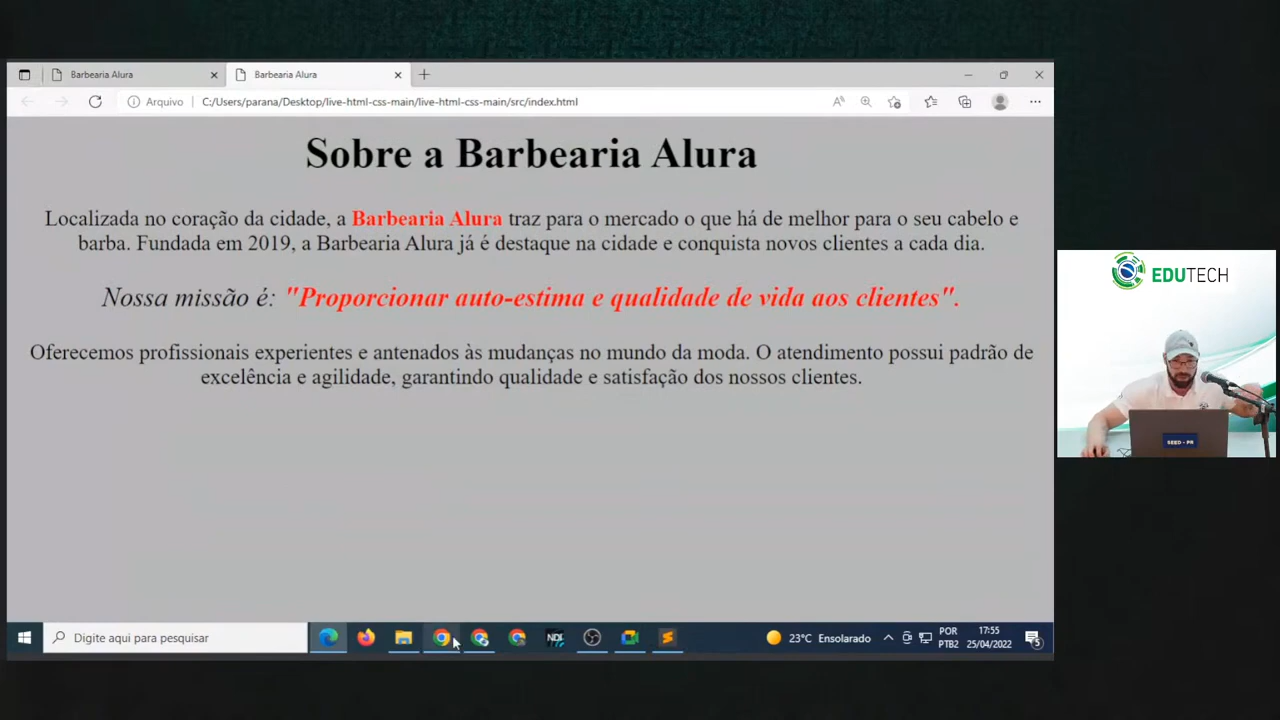 Barbearia Alura
Barbearia Alura
Arquivo
C:/Users/parana/Desktop/live-html-css-main/live-html-css-main/src/index.html
Sobre a Barbearia Alura
Localizada no coração da cidade, a Barbearia Alura traz para o mercado o que há de melhor para o seu cabelo e
barba. Fundada em 2019, a Barbearia Alura já é destaque na cidade e conquista novos clientes a cada dia.
Nossa missão é: "Proporcionar auto-estima e qualidade de vida aos clientes".
Oferecemos profissionais experientes e antenados às mudanças no mundo da moda. O atendimento possui padrão de
excelência e agilidade, garantindo qualidade e satisfação dos nossos clientes.
EDUTECH
SEED - PR
Digite aqui para pesquisar
NDI
23°C Ensolarado
POR
PTB2
17:55
25/04/2022
5